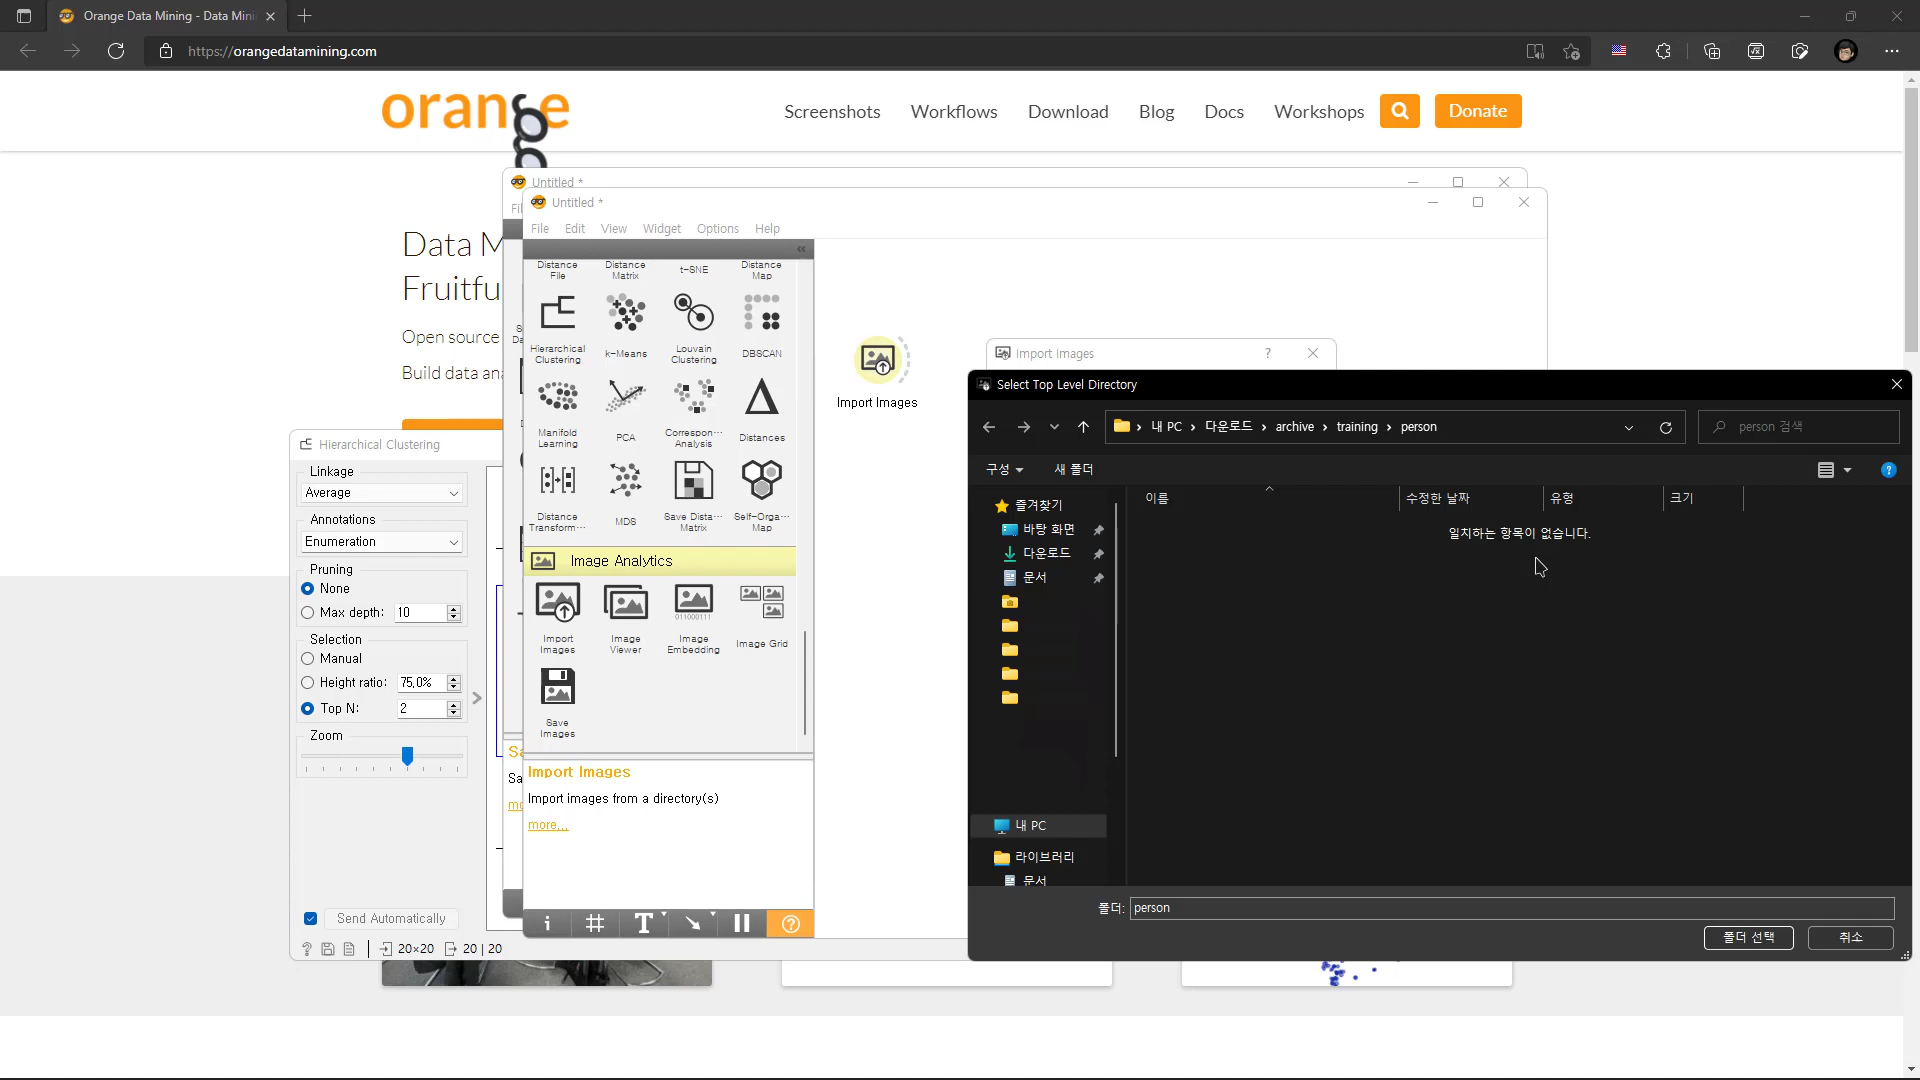 Orange Data Mining - Data Mini
https://orangedatamining.com
orange
Screenshots
Workflows
Download
Blog
Docs
Workshops
Donate
Data M
Fruitfu
Open source
Build data ana
Untitled *
Untitled *
File
Edit
View
Widget
Options
Help
Distance File
Distance Matrix
t-SNE
Distance Map
Hierarchical Clustering
k-Means
Louvain Clustering
DBSCAN
Manifold Learning
PCA
Correspon··· Analysis
Distances
Distance Transform···
MDS
Save Dista··· Matrix
Self-Orga··· Map
Image Analytics
Import Images
Image Viewer
Image Embedding
Image Grid
Save Images
Import Images
Import images from a directory(s)
more...
Import Images
Import Images
Select Top Level Directory
내 PC
다운로드
archive
training
person
person 검색
구성
새 폴더
이름
수정한 날짜
유형
크기
일치하는 항목이 없습니다.
즐겨찾기
바탕 화면
다운로드
문서
내 PC
라이브러리
문서
폴더:
person
폴더 선택
취소
Hierarchical Clustering
Linkage
Average
Annotations
Enumeration
Pruning
None
Max depth:
10
Selection
Manual
Height ratio:
75,0%
Top N:
2
Zoom
Send Automatically
20×20
20 | 20